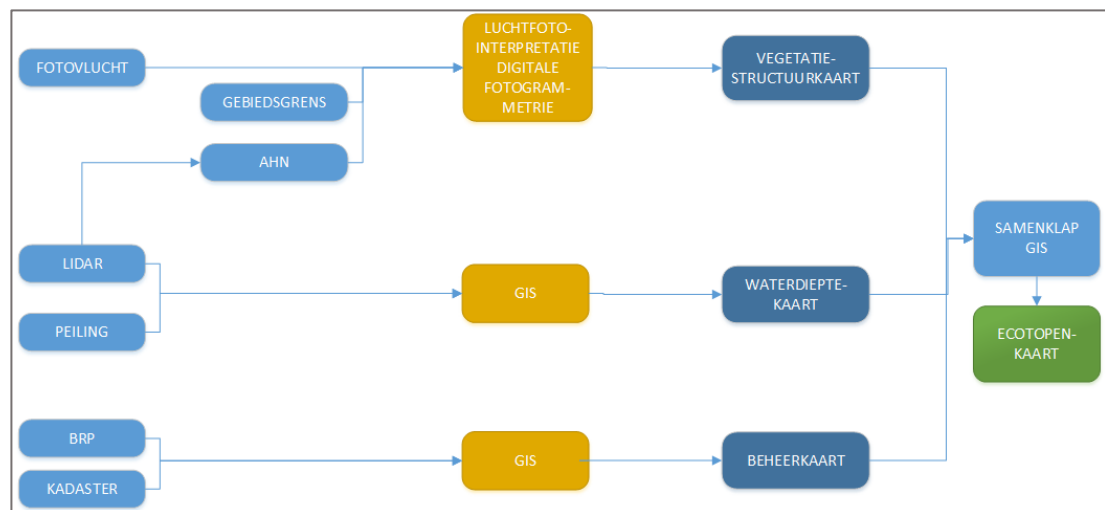 FOTOVLUCHT
GEBIEDSGRENS
AHN
LUCHTFOTO-
INTERPRETATIE
DIGITALE
FOTOGRAM-
METRIE
VEGETATIE-
STRUCTUURKAART
LIDAR
PEILING
GIS
WATERDIEPTE-
KAART
SAMENKLAP
GIS
ECOTOPEN-
KAART
BRP
KADASTER
GIS
BEHEERKAART